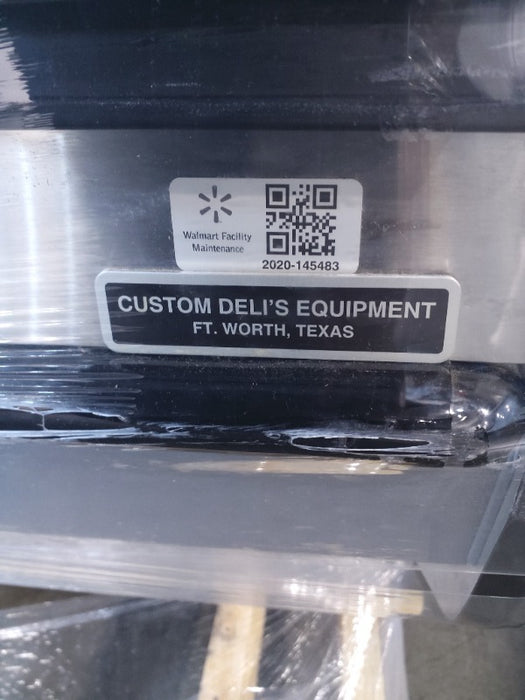 Walmart Facility
Maintenance
2020-145483
CUSTOM DELI'S EQUIPMENT
FT. WORTH, TEXAS